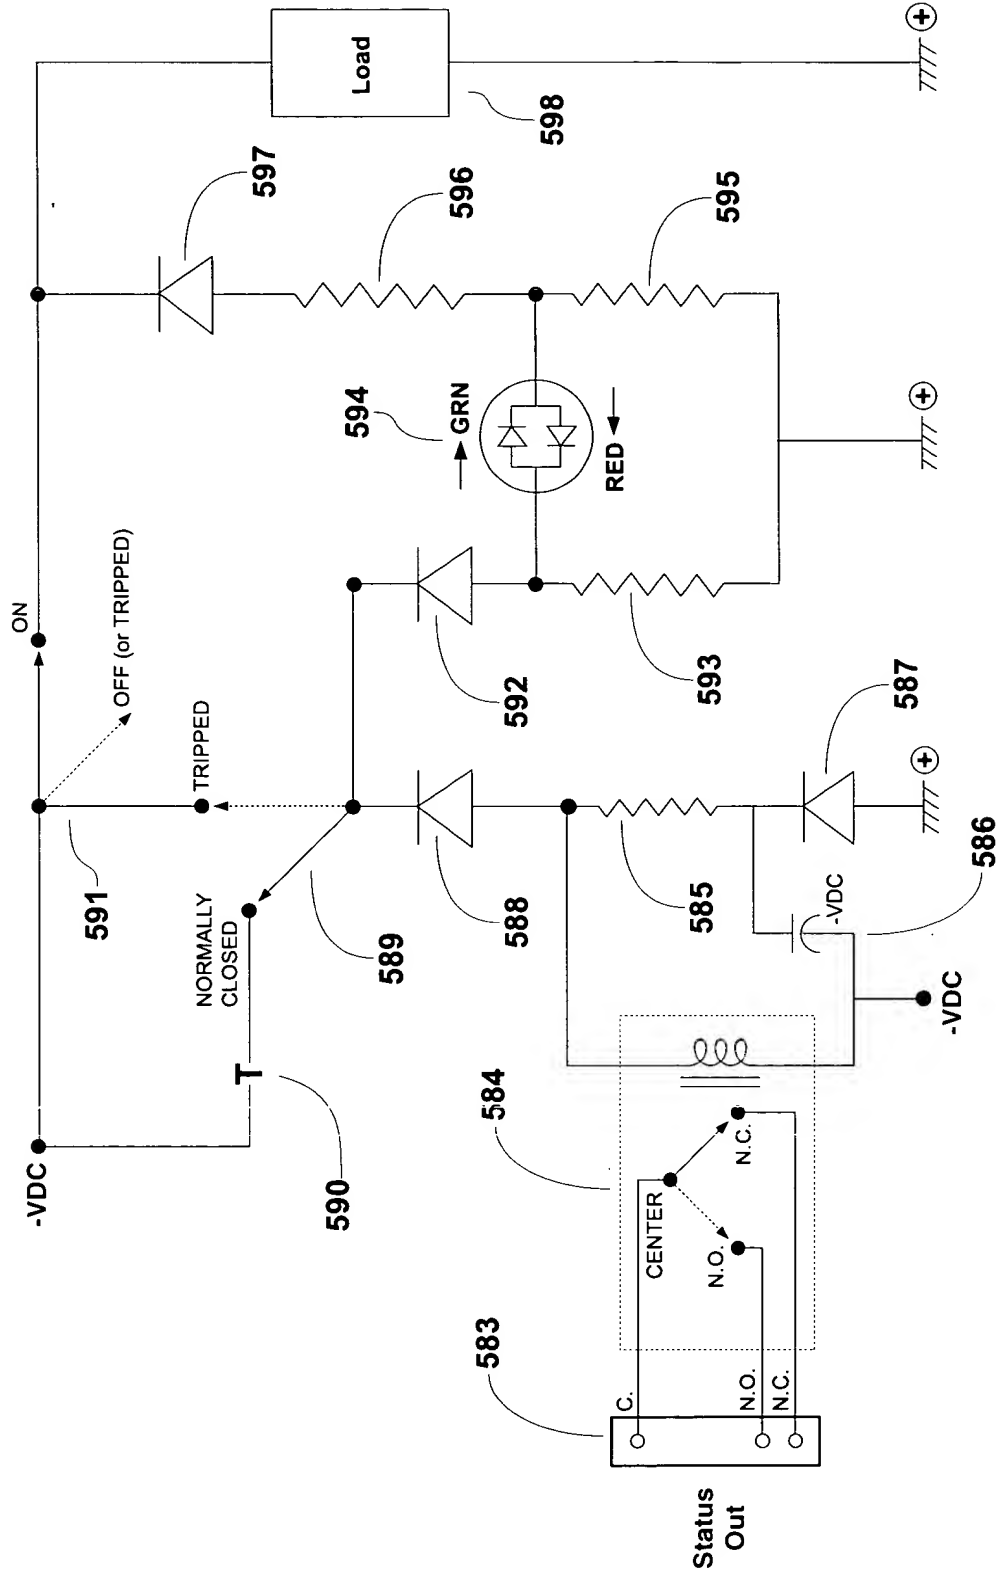 -VDC
ON
591
OFF (or TRIPPED)
TRIPPED
NORMALLY
CLOSED
T
597
590
589
594
Load
GRN
596
583
584
588
592
598
RED
C.
CENTER
585
593
595
Status
Out
N.O.
N.C.
N.O.
N.C.
-VDC
587
+
+
+
-VDC
586